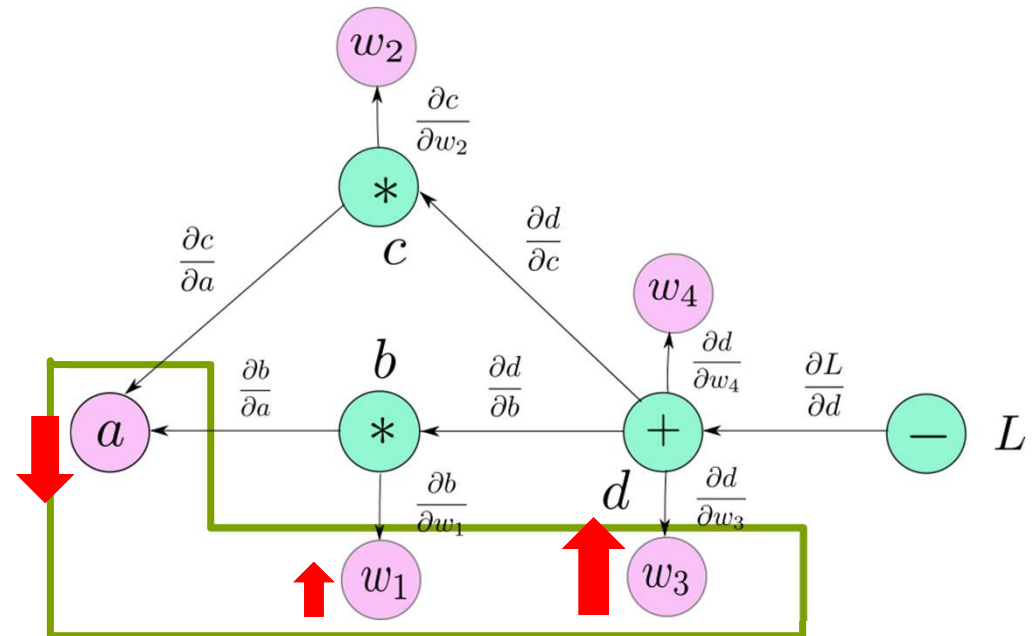 w₂
∂c/∂w₂
*
c
∂c/∂a
∂d/∂c
w₄
b
∂b/∂a
∂d/∂b
∂d/∂w₄
∂L/∂d
a
*
+
−
L
d
∂b/∂w₁
∂d/∂w₃
w₁
w₃